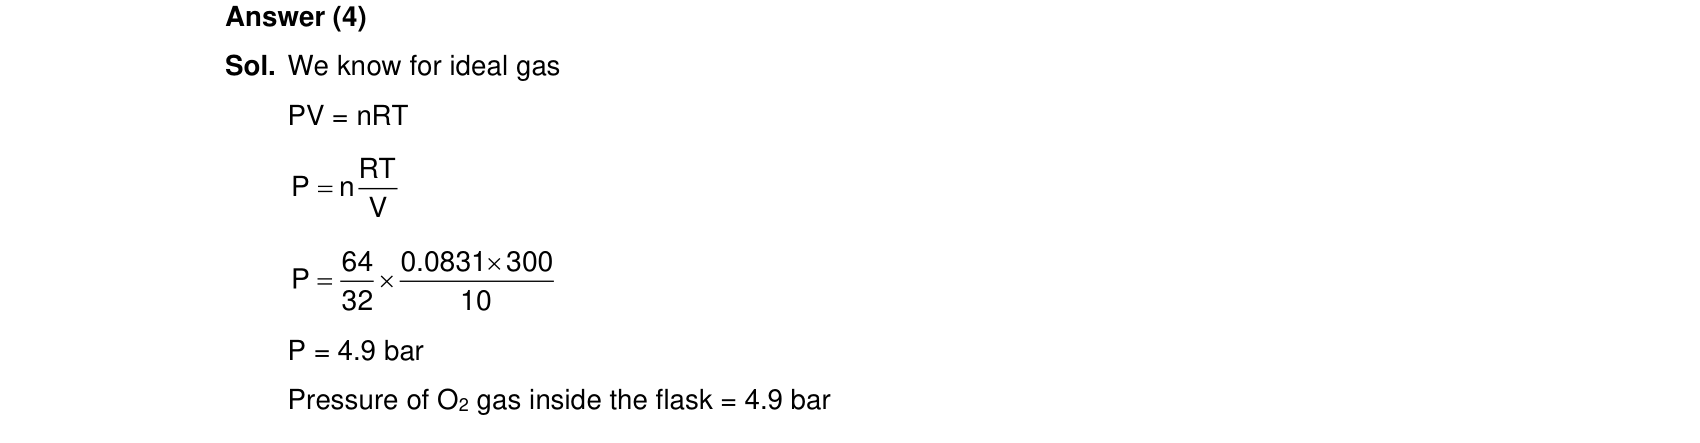 Answer (4)
Sol. We know for ideal gas
PV = nRT
P = n RT/V
P = 64/32 × 0.0831×300/10
P = 4.9 bar
Pressure of O₂ gas inside the flask = 4.9 bar